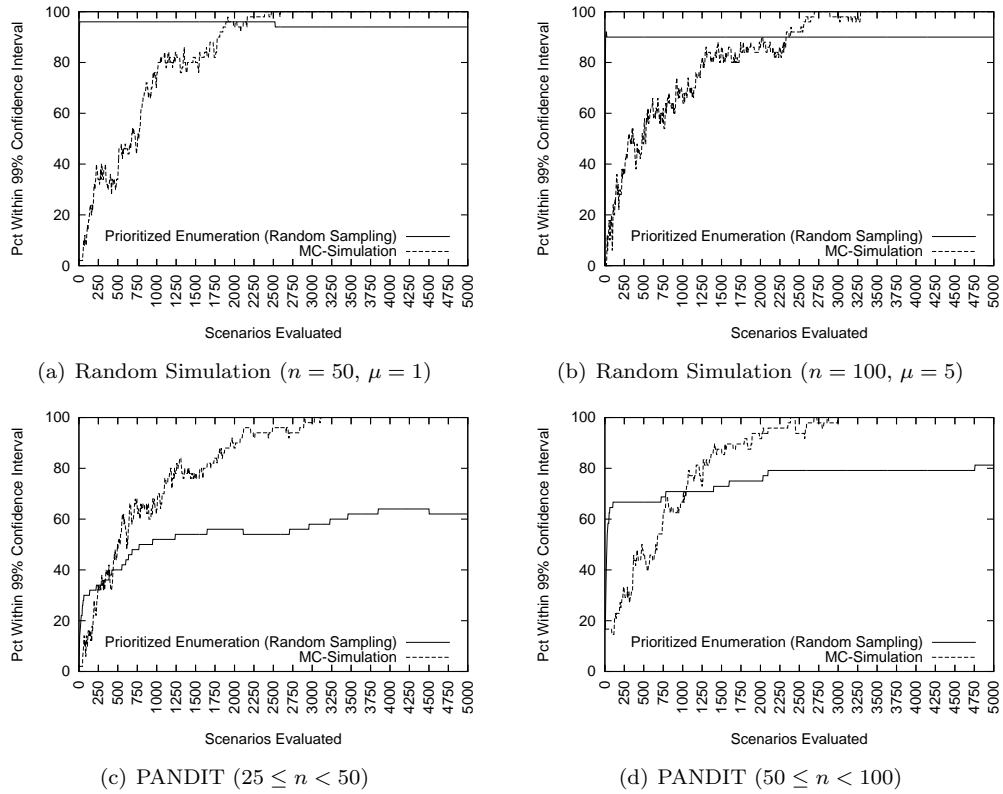 Pct Within 99% Confidence Interval
100
80
60
40
20
0
Prioritized Enumeration (Random Sampling)
MC-Simulation
0 250 500 750 1000 1250 1500 1750 2000 2250 2500 2750 3000 3250 3500 3750 4000 4250 4500 4750 5000
Scenarios Evaluated
(a) Random Simulation (n = 50, μ = 1)
Pct Within 99% Confidence Interval
100
80
60
40
20
0
Prioritized Enumeration (Random Sampling)
MC-Simulation
0 250 500 750 1000 1250 1500 1750 2000 2250 2500 2750 3000 3250 3500 3750 4000 4250 4500 4750 5000
Scenarios Evaluated
(b) Random Simulation (n = 100, μ = 5)
Pct Within 99% Confidence Interval
100
80
60
40
20
0
Prioritized Enumeration (Random Sampling)
MC-Simulation
0 250 500 750 1000 1250 1500 1750 2000 2250 2500 2750 3000 3250 3500 3750 4000 4250 4500 4750 5000
Scenarios Evaluated
(c) PANDIT (25 ≤ n < 50)
Pct Within 99% Confidence Interval
100
80
60
40
20
0
Prioritized Enumeration (Random Sampling)
MC-Simulation
0 250 500 750 1000 1250 1500 1750 2000 2250 2500 2750 3000 3250 3500 3750 4000 4250 4500 4750 5000
Scenarios Evaluated
(d) PANDIT (50 ≤ n < 100)